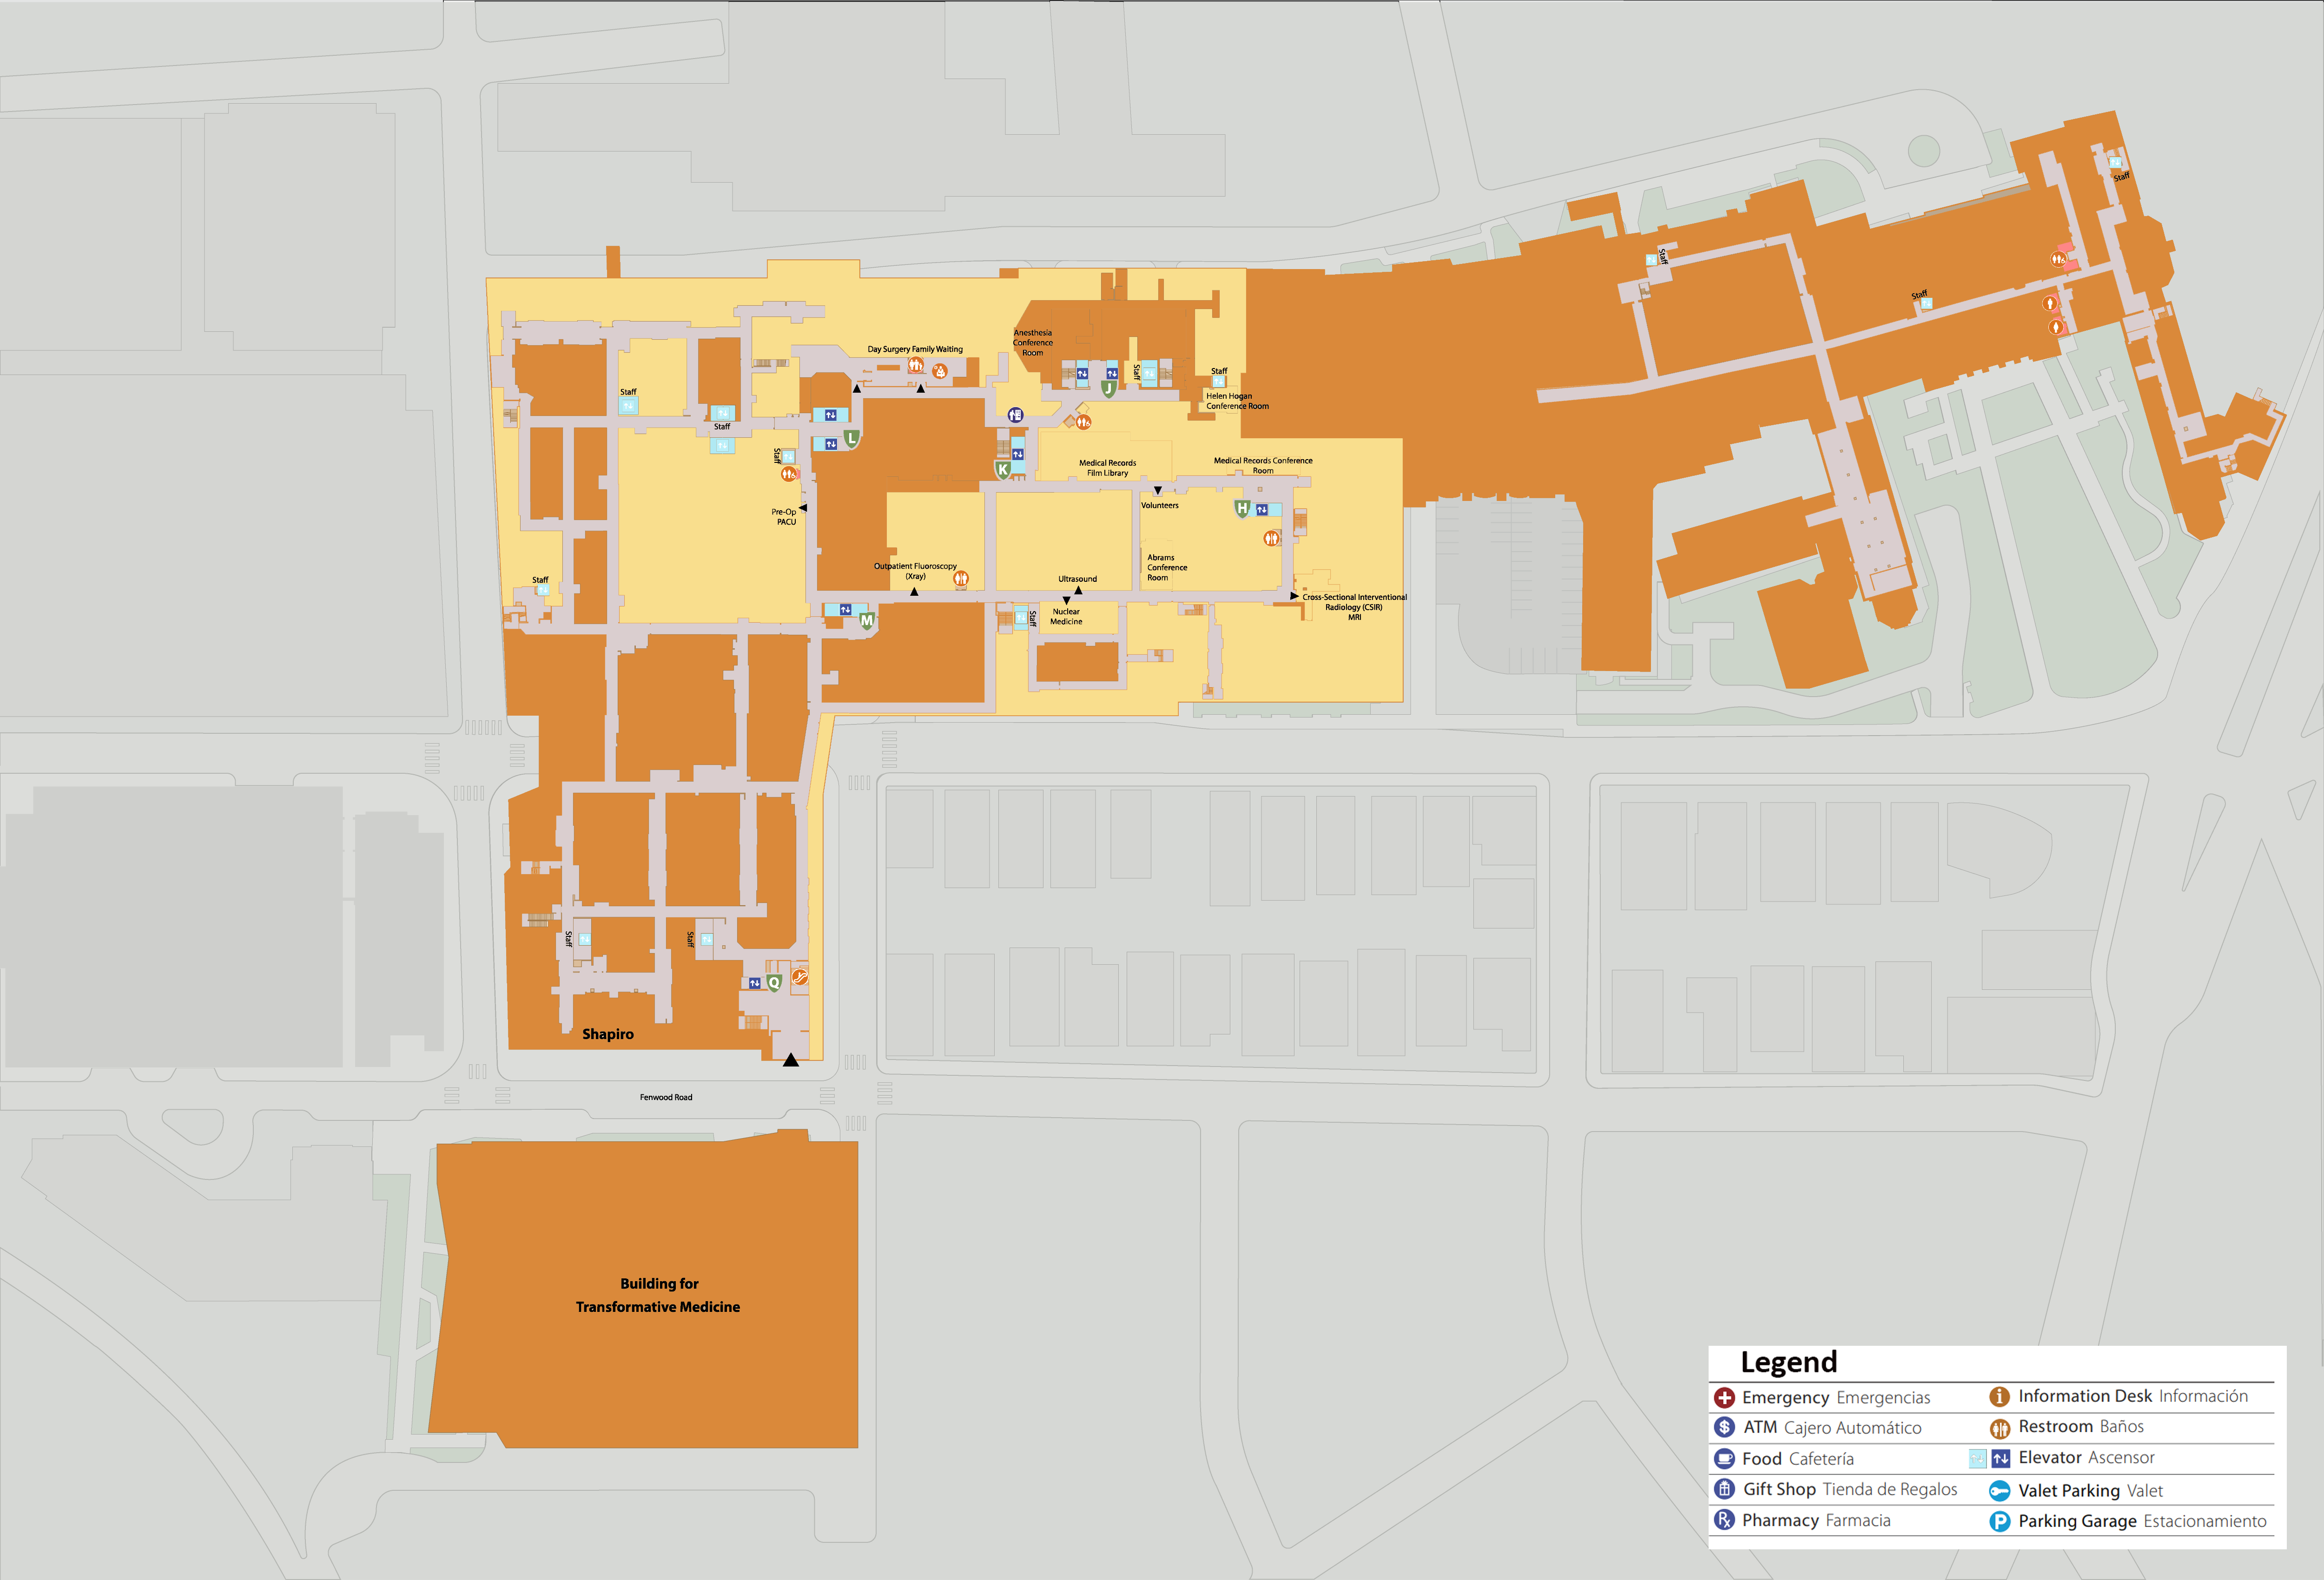 Staff
Staff
Staff
Anesthesia
Conference
Room
Day Surgery Family Waiting
Staff
Staff
Helen Hogan
Conference Room
J
Staff
Staff
L
K
Staff
Medical Records
Film Library
Medical Records Conference
Room
Volunteers
H
Pre-Op
PACU
Abrams
Conference
Room
Outpatient Fluoroscopy
(Xray)
Ultrasound
Staff
Cross-Sectional Interventional
Radiology (CSIR)
MRI
Nuclear
Medicine
Staff
M
Staff
Staff
Q
Shapiro
Fenwood Road
Building for
Transformative Medicine
Legend
Emergency Emergencias
i Information Desk Información
$ ATM Cajero Automático
Restroom Baños
Food Cafetería
Elevator Ascensor
Gift Shop Tienda de Regalos
Valet Parking Valet
Rx Pharmacy Farmacia
P Parking Garage Estacionamiento